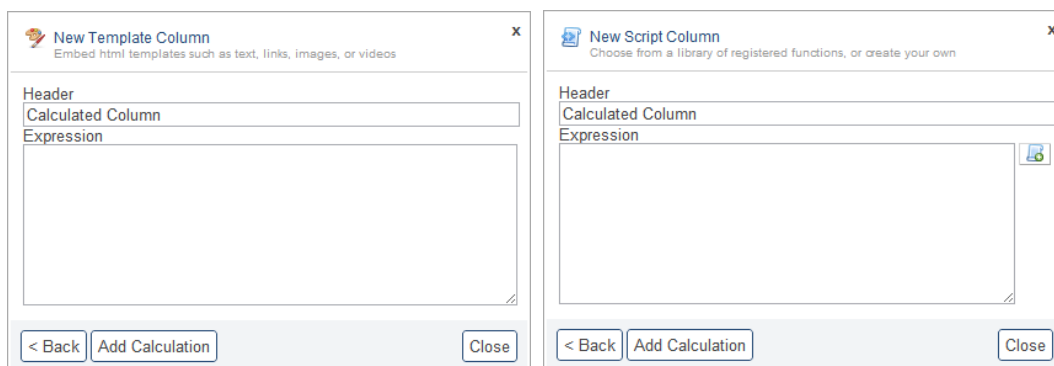 New Template Column
x
Embed html templates such as text, links, images, or videos
Header
Calculated Column
Expression
< Back
Add Calculation
Close
New Script Column
x
Choose from a library of registered functions, or create your own
Header
Calculated Column
Expression
< Back
Add Calculation
Close